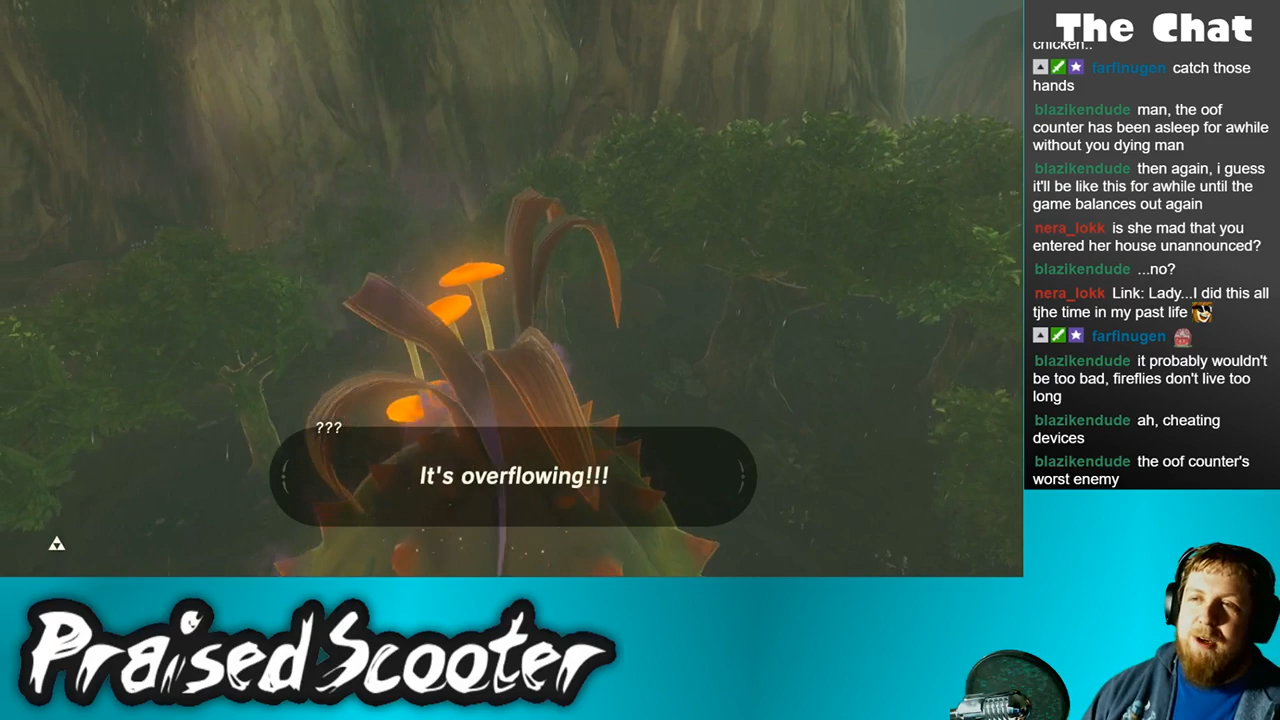 The Chat
chicken..
farfinugen catch those
hands
blazikendude man, the oof
counter has been asleep for awhile
without you dying man
blazikendude then again, i guess
it'll be like this for awhile until the
game balances out again
nera_lokk is she mad that you
entered her house unannounced?
blazikendude ...no?
nera_lokk Link: Lady...I did this all
tjhe time in my past life
farfinugen
blazikendude it probably wouldn't
be too bad, fireflies don't live too
long
blazikendude ah, cheating
devices
blazikendude the oof counter's
worst enemy
???
It's overflowing!!!
PraisedScooter